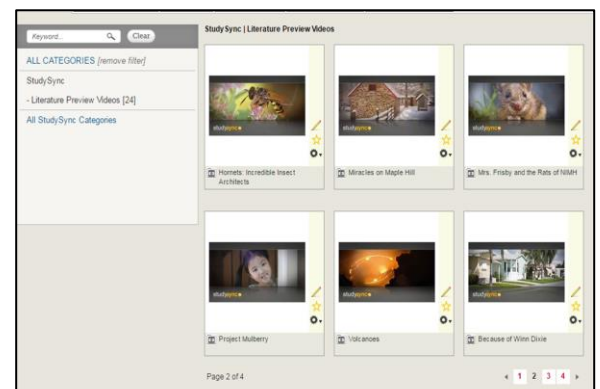 Keyword..
Clear
ALL CATEGORIES [remove filter]
StudySync
- Literature Preview Videos [24]
All StudySync Categories
StudySync | Literature Preview Videos
studysync
studysync
studysync
Hornets: Incredible Insect
Architects
Miracles on Maple Hill
Mrs. Frisby and the Rats of NIMH
studysync
studysync
studysync
Project Mulberry
Volcanoes
Because of Winn Dixie
Page 2 of 4
1 2 3 4